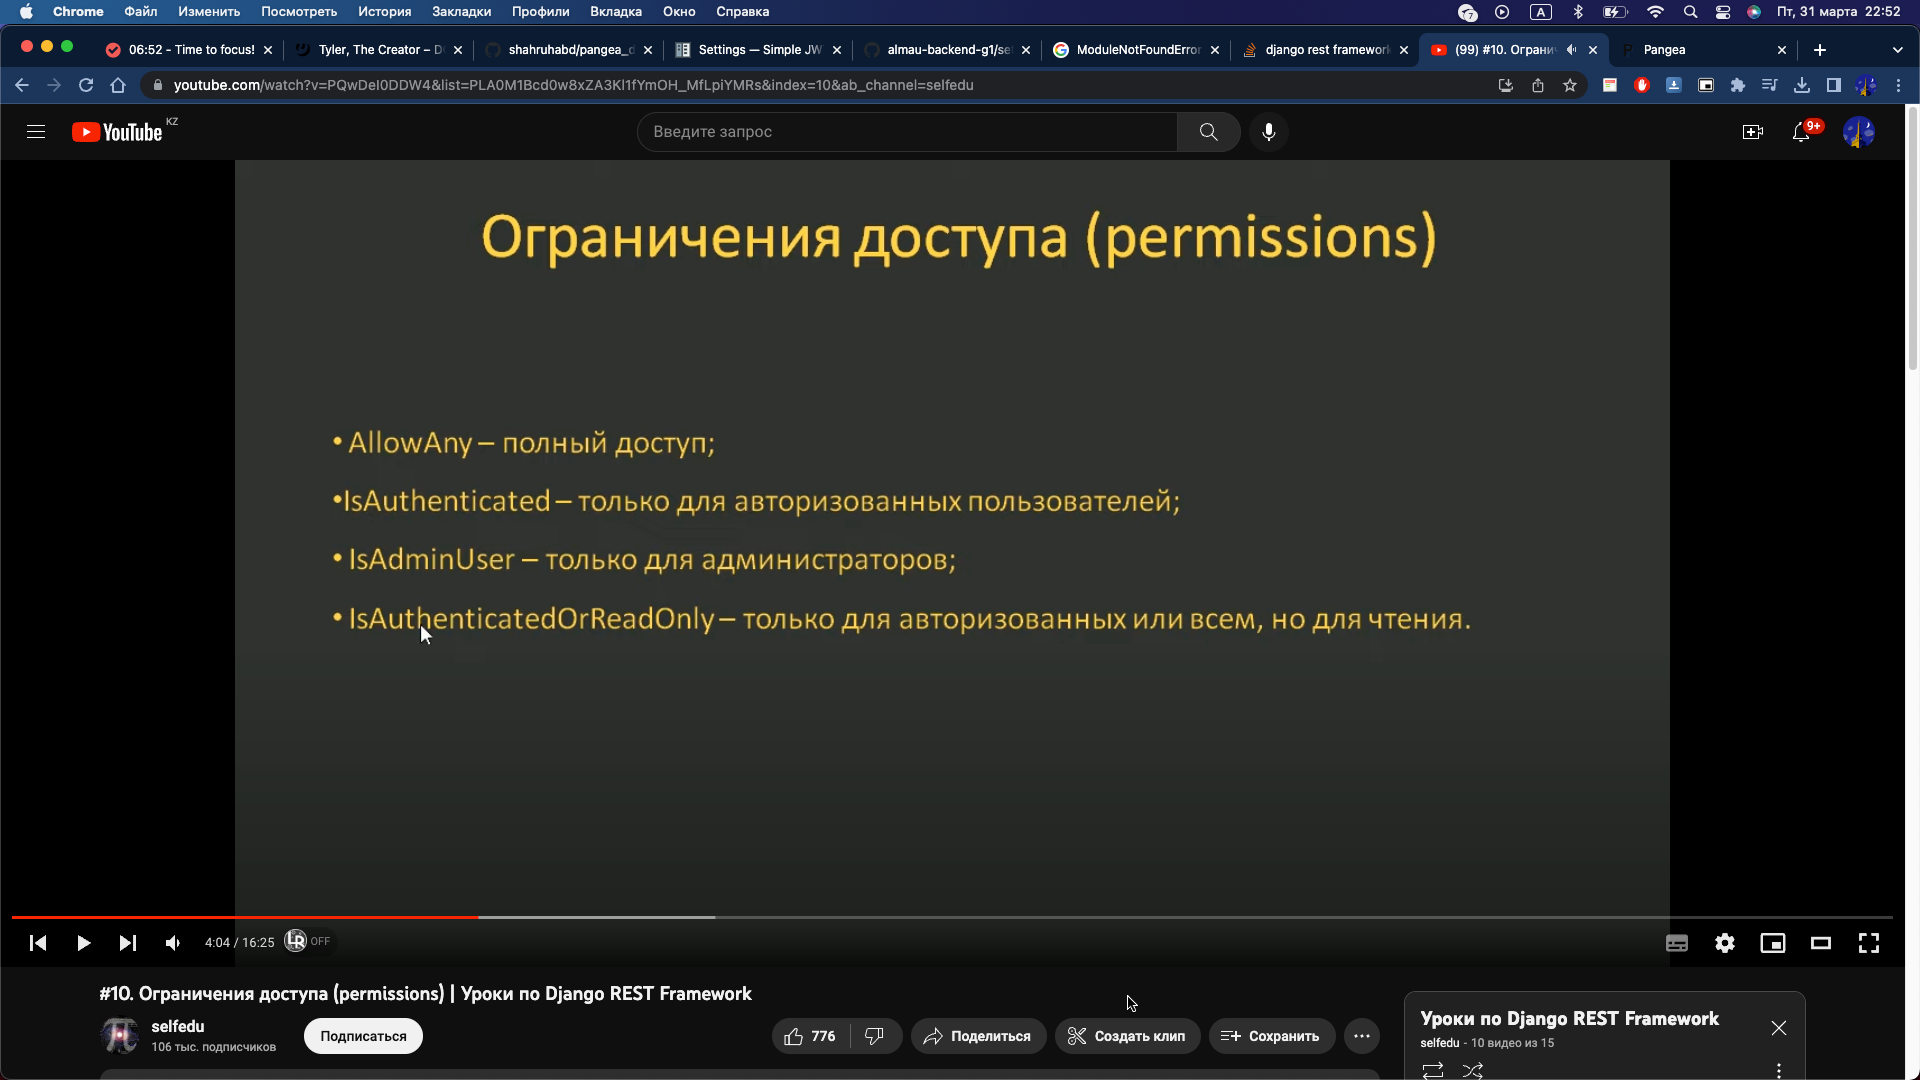 Chrome Файл Изменить Посмотреть История Закладки Профили Вкладка Окно Справка
7 A Пт, 31 марта 22:52
06:52 - Time to focus! Tyler, The Creator – D shahruhabd/pangea_ Settings — Simple JW almau-backend-g1/se ModuleNotFoundError django rest framework (99) #10. Ограни Pangea
youtube.com/watch?v=PQwDeI0DDW4&list=PLA0M1Bcd0w8xZA3Kl1fYmOH_MfLpiYMRs&index=10&ab_channel=selfedu
YouTube KZ
Введите запрос
9+
Ограничения доступа (permissions)
• AllowAny – полный доступ;
•IsAuthenticated – только для авторизованных пользователей;
• IsAdminUser – только для администраторов;
• IsAuthenticatedOrReadOnly – только для авторизованных или всем, но для чтения.
4:04 / 16:25 LR OFF
#10. Ограничения доступа (permissions) | Уроки по Django REST Framework
selfedu
106 тыс. подписчиков
Подписаться
776
Поделиться
Создать клип
Сохранить
Уроки по Django REST Framework
selfedu - 10 видео из 15